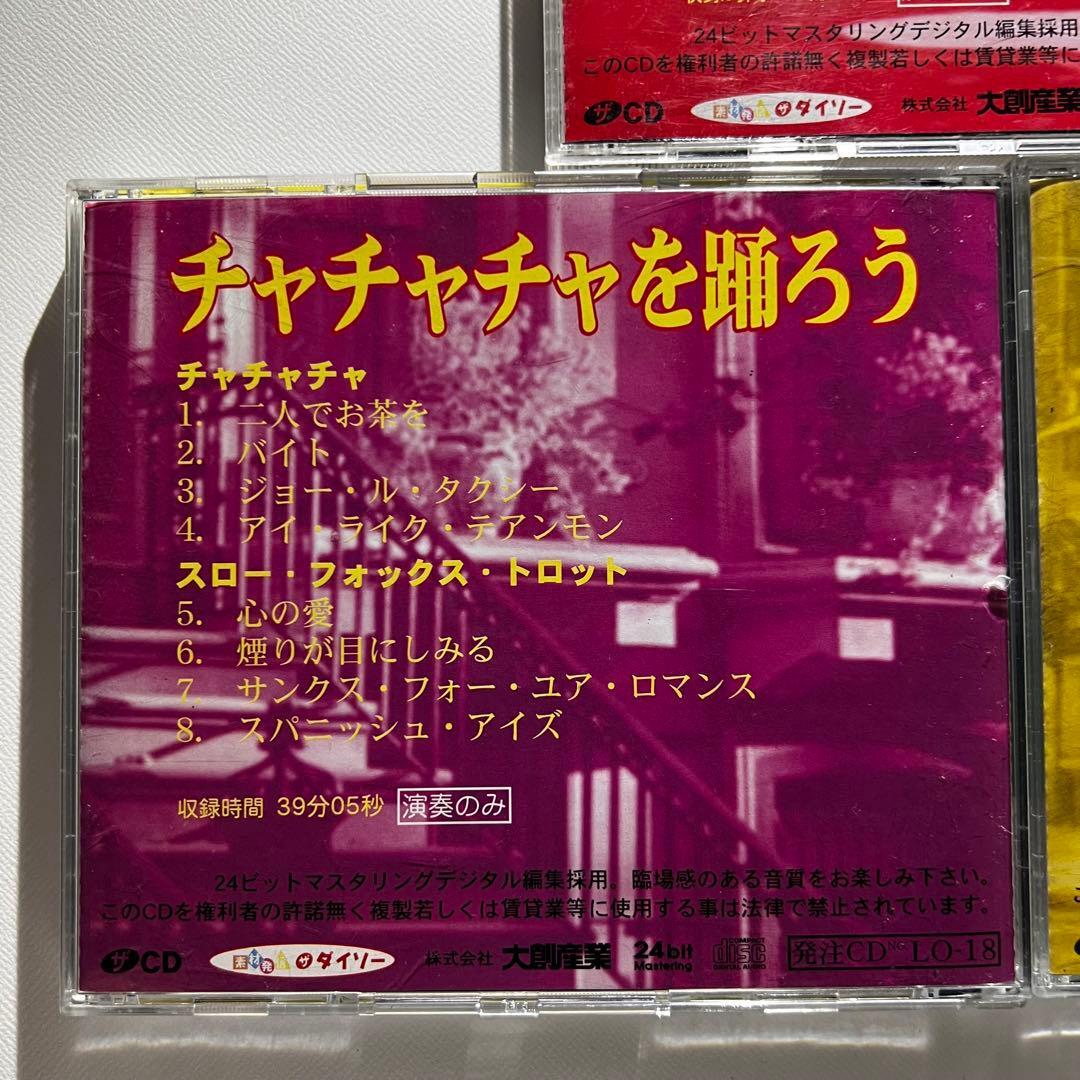 24ビットマスタリングデジタル編集採用
このCDを権利者の許諾無く複製若しくは賃貸業等に
ザCD 素材発 ザダイソー 株式会社 大創産業
チャチャチャを踊ろう
チャチャチャ
1. 二人でお茶を
2. バイト
3. ジョー・ル・タクシー
4. アイ・ライク・テアンモン
スロー・フォックス・トロット
5. 心の愛
6. 煙りが目にしみる
7. サンクス・フォー・ユア・ロマンス
8. スパニッシュ・アイズ
収録時間 39分05秒 演奏のみ
24ビットマスタリングデジタル編集採用。臨場感のある音質をお楽しみ下さい。
このCDを権利者の許諾無く複製若しくは賃貸業等に使用する事は法律で禁止されています。
ザCD 素材発 ザダイソー 株式会社 大創産業 24bit Mastering COMPACT disc DIGITAL AUDIO 発注CD NO LO-18